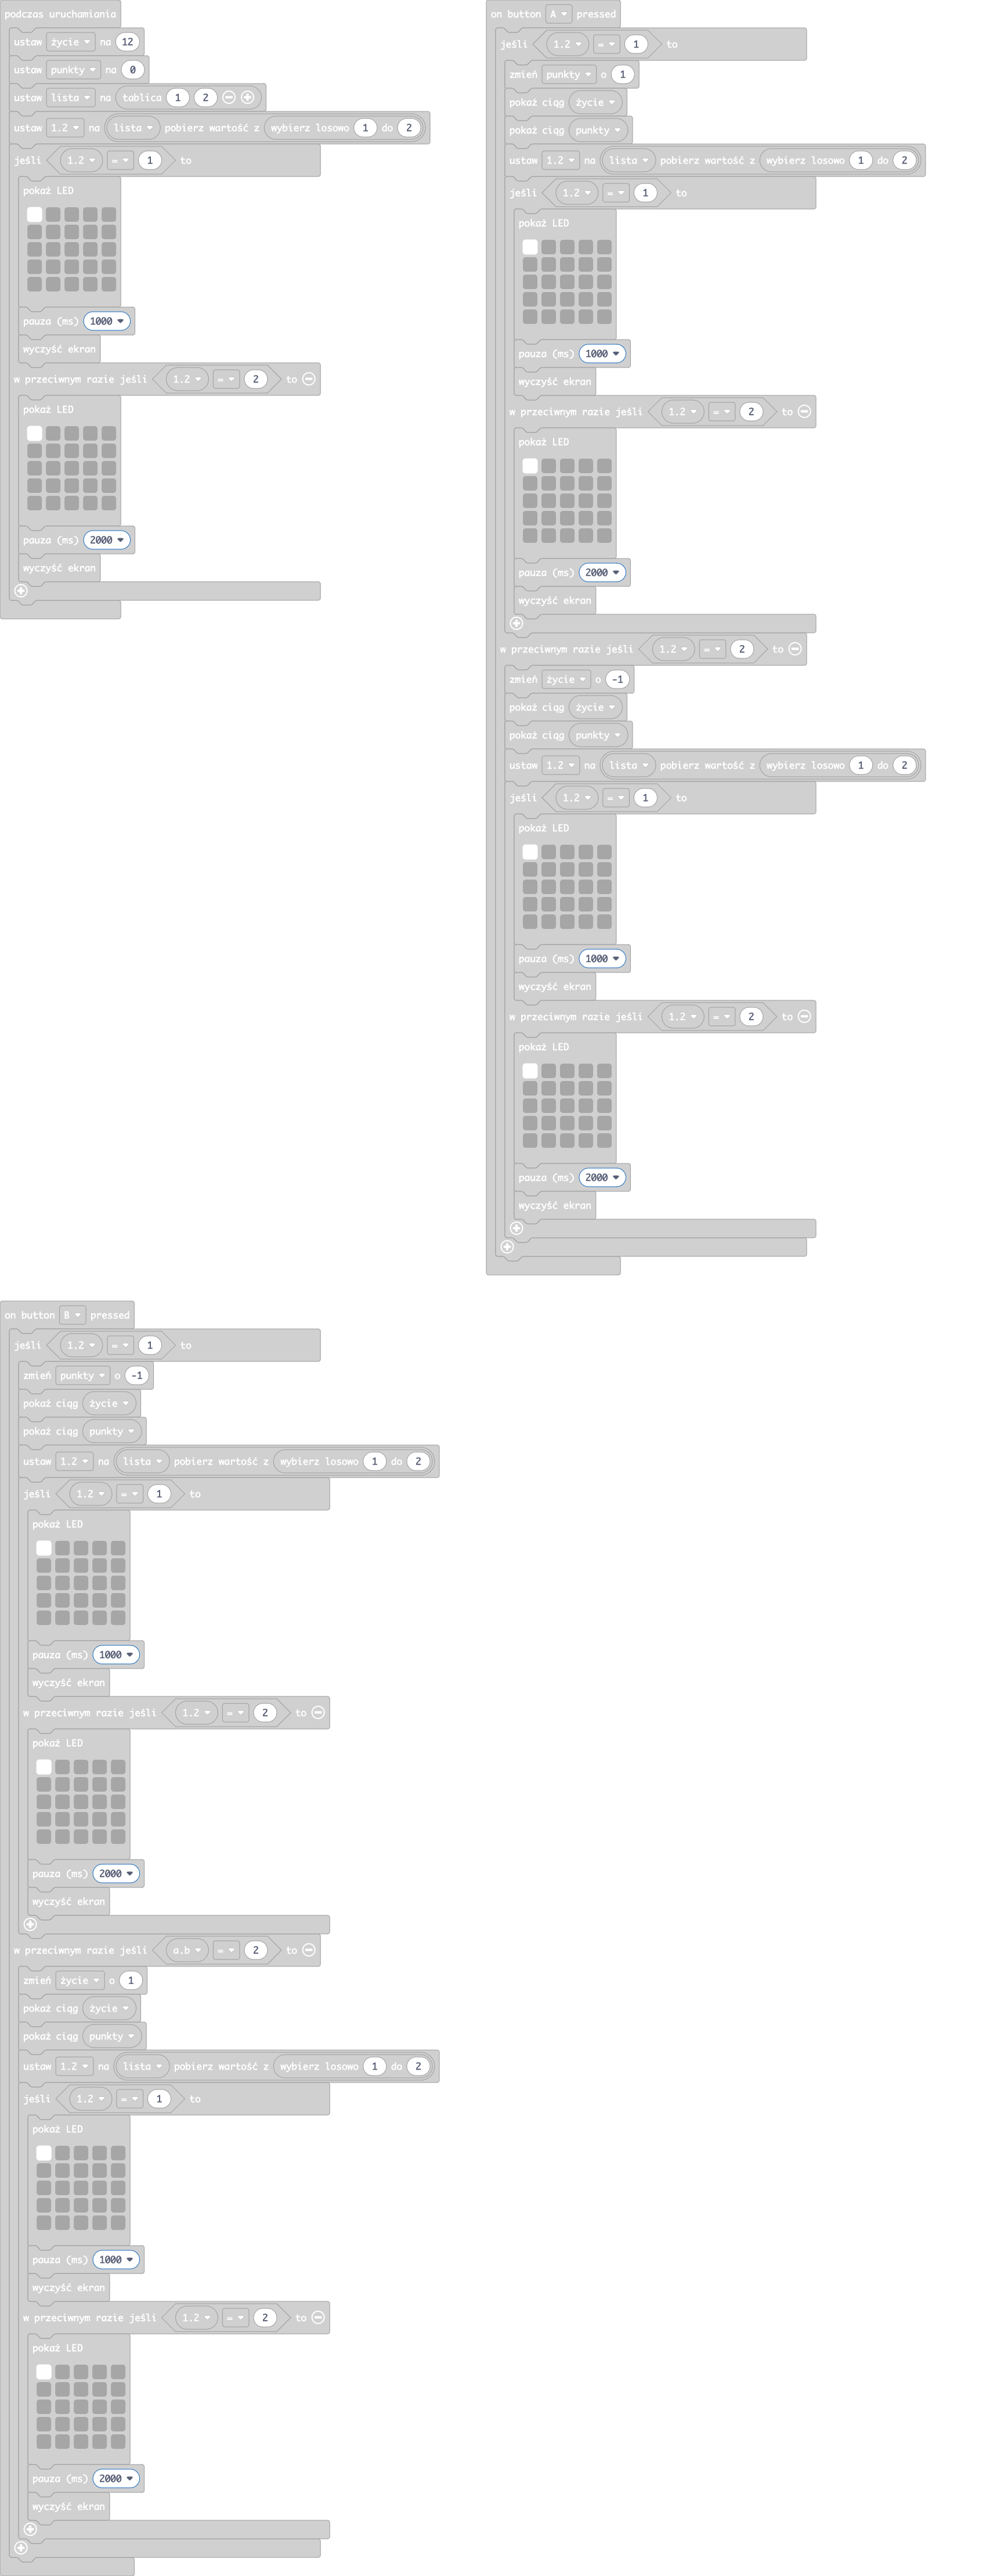 podczas uruchamiania
ustaw życie na 12
ustaw punkty na 0
ustaw lista na tablica 1 2
ustaw 1.2 na lista pobierz wartość z wybierz losowo 1 do 2
jeśli 1.2 = 1 to
pokaż LED
pauza (ms) 1000
wyczyść ekran
w przeciwnym razie jeśli 1.2 = 2 to
pokaż LED
pauza (ms) 2000
wyczyść ekran
on button A pressed
jeśli 1.2 = 1 to
zmień punkty o 1
pokaż ciąg życie
pokaż ciąg punkty
ustaw 1.2 na lista pobierz wartość z wybierz losowo 1 do 2
jeśli 1.2 = 1 to
pokaż LED
pauza (ms) 1000
wyczyść ekran
w przeciwnym razie jeśli 1.2 = 2 to
pokaż LED
pauza (ms) 2000
wyczyść ekran
w przeciwnym razie jeśli 1.2 = 2 to
zmień życie o -1
pokaż ciąg życie
pokaż ciąg punkty
ustaw 1.2 na lista pobierz wartość z wybierz losowo 1 do 2
jeśli 1.2 = 1 to
pokaż LED
pauza (ms) 1000
wyczyść ekran
w przeciwnym razie jeśli 1.2 = 2 to
pokaż LED
pauza (ms) 2000
wyczyść ekran
on button B pressed
jeśli 1.2 = 1 to
zmień punkty o -1
pokaż ciąg życie
pokaż ciąg punkty
ustaw 1.2 na lista pobierz wartość z wybierz losowo 1 do 2
jeśli 1.2 = 1 to
pokaż LED
pauza (ms) 1000
wyczyść ekran
w przeciwnym razie jeśli 1.2 = 2 to
pokaż LED
pauza (ms) 2000
wyczyść ekran
w przeciwnym razie jeśli a.b = 2 to
zmień życie o 1
pokaż ciąg życie
pokaż ciąg punkty
ustaw 1.2 na lista pobierz wartość z wybierz losowo 1 do 2
jeśli 1.2 = 1 to
pokaż LED
pauza (ms) 1000
wyczyść ekran
w przeciwnym razie jeśli 1.2 = 2 to
pokaż LED
pauza (ms) 2000
wyczyść ekran